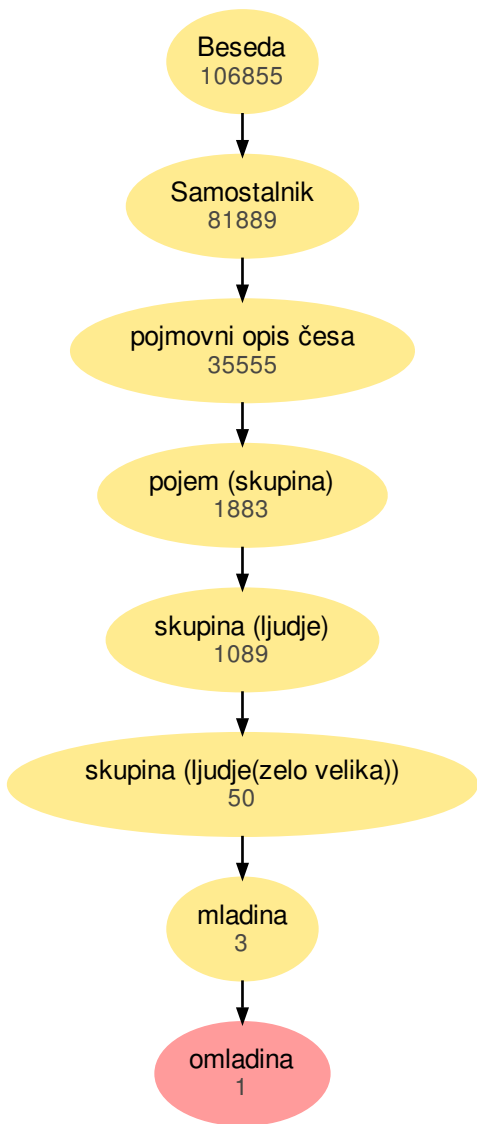 Beseda
106855
Samostalnik
81889
pojmovni opis česa
35555
pojem (skupina)
1883
skupina (ljudje)
1089
skupina (ljudje(zelo velika))
50
mladina
3
omladina
1